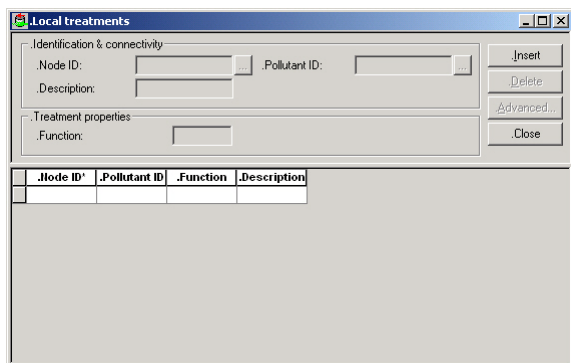 .Local treatments
.Identification & connectivity
.Node ID: ... .Pollutant ID: ...
.Description:
.Treatment properties
.Function:
.Insert
.Delete
.Advanced...
.Close
.Node ID* .Pollutant ID .Function .Description